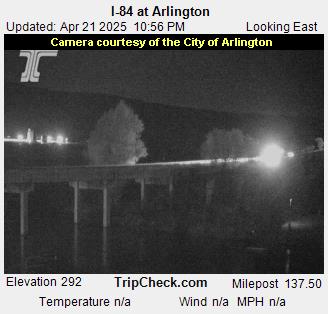 I-84 at Arlington
Updated: Apr 21 2025 10:56 PM Looking East
Camera courtesy of the City of Arlington
Elevation 292 TripCheck.com Milepost 137.50
Temperature n/a Wind n/a MPH n/a